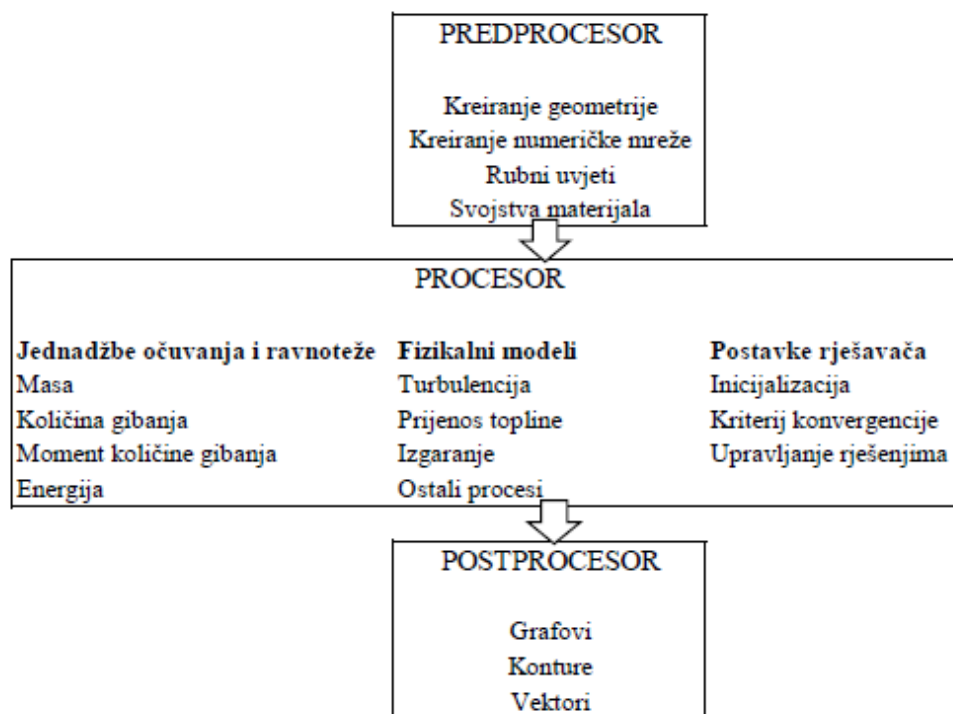 PREDPROCESOR
Kreiranje geometrije
Kreiranje numeričke mreže
Rubni uvjeti
Svojstva materijala
PROCESOR
Jednadžbe očuvanja i ravnoteže Fizikalni modeli Postavke rješavača
Masa Turbulencija Inicijalizacija
Količina gibanja Prijenos topline Kriterij konvergencije
Moment količine gibanja Izgaranje Upravljanje rješenjima
Energija Ostali procesi
POSTPROCESOR
Grafovi
Konture
Vektori